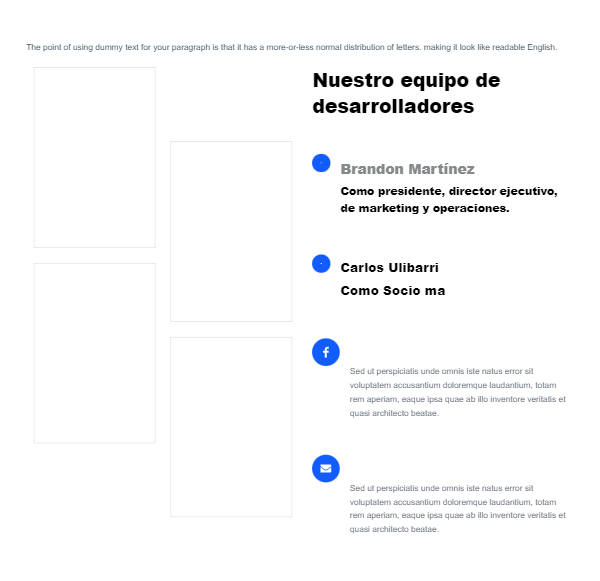 The point of using dummy text for your paragraph is that it has a more-or-less normal distribution of letters. making it look like readable English.
Nuestro equipo de
desarrolladores
Brandon Martínez
Como presidente, director ejecutivo,
de marketing y operaciones.
Carlos Ulibarri
Como Socio ma
Sed ut perspiciatis unde omnis iste natus error sit
voluptatem accusantium doloremque laudantium, totam
rem aperiam, eaque ipsa quae ab illo inventore veritatis et
quasi architecto beatae.
Sed ut perspiciatis unde omnis iste natus error sit
voluptatem accusantium doloremque laudantium, totam
rem aperiam, eaque ipsa quae ab illo inventore veritatis et
quasi architecto beatae.